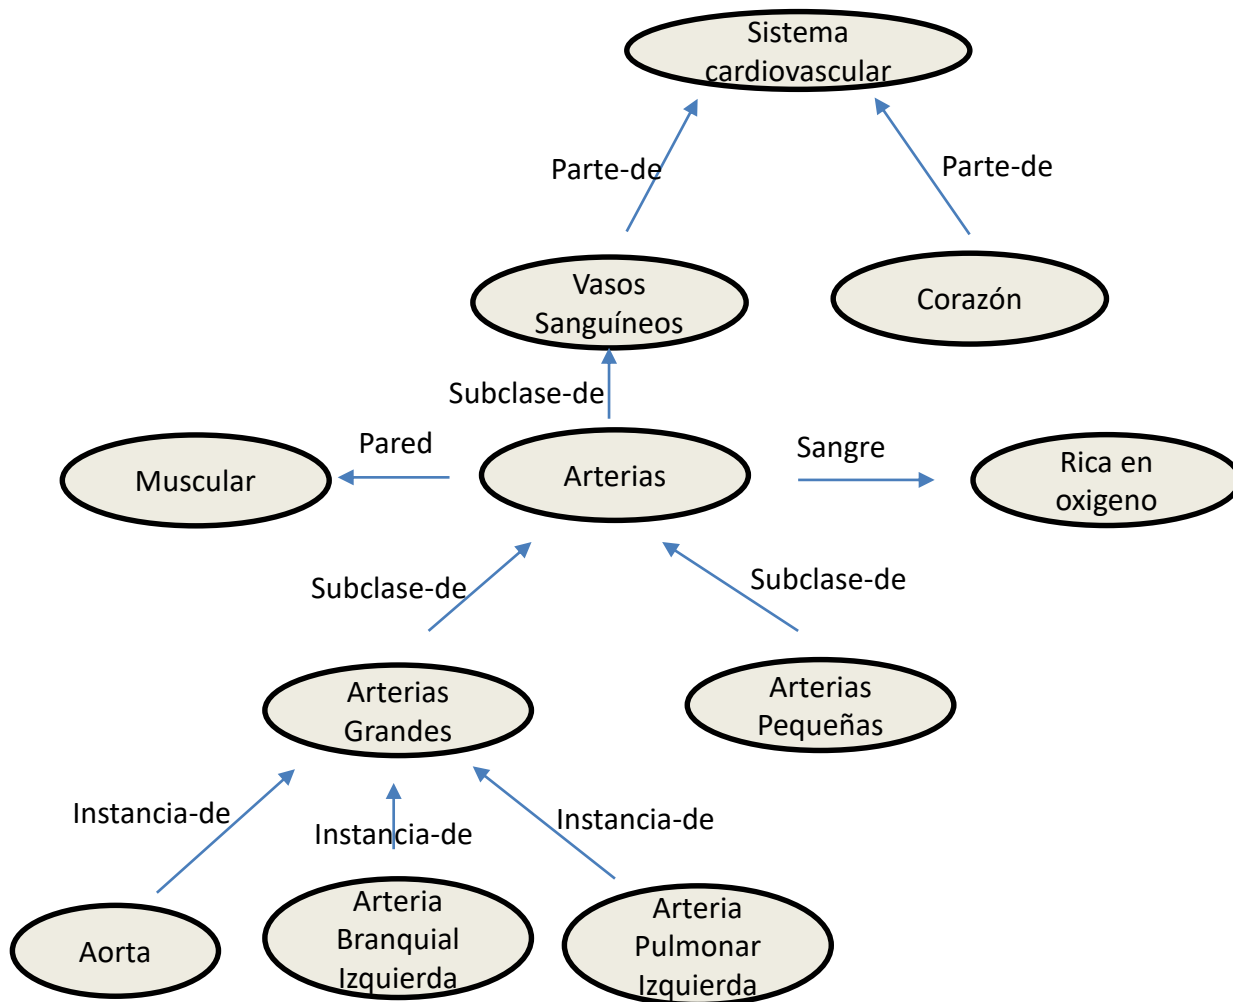 Sistema
cardiovascular
Parte-de
Parte-de
Vasos
Sanguíneos
Corazón
Subclase-de
Pared
Sangre
Muscular
Arterias
Rica en
oxigeno
Subclase-de
Subclase-de
Arterias
Grandes
Arterias
Pequeñas
Instancia-de
Instancia-de
Instancia-de
Aorta
Arteria
Branquial
Izquierda
Arteria
Pulmonar
Izquierda